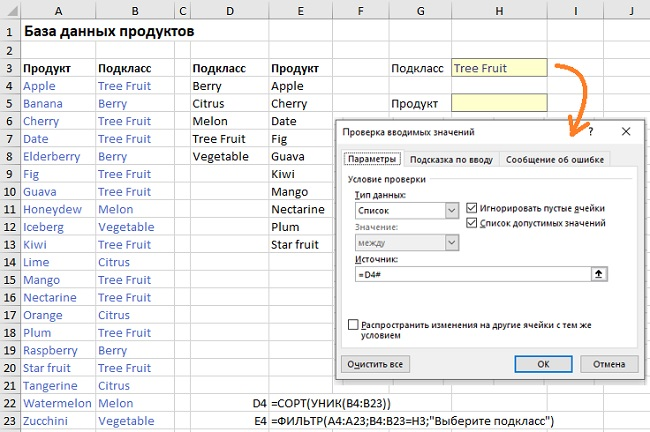 A B C D E F G H I J
1 База данных продуктов
2
3 Продукт Подкласс Подкласс Продукт Подкласс Tree Fruit
4 Apple Tree Fruit Berry Apple
5 Banana Berry Citrus Cherry Продукт
6 Cherry Tree Fruit Melon Date
7 Date Tree Fruit Tree Fruit Fig
8 Elderberry Berry Vegetable Guava
9 Fig Tree Fruit Kiwi
10 Guava Tree Fruit Mango
11 Honeydew Melon Nectarine
12 Iceberg Vegetable Plum
13 Kiwi Tree Fruit Star fruit
14 Lime Citrus
15 Mango Tree Fruit
16 Nectarine Tree Fruit
17 Orange Citrus
18 Plum Tree Fruit
19 Raspberry Berry
20 Star fruit Tree Fruit
21 Tangerine Citrus
22 Watermelon Melon D4 =СОРТ(УНИК(B4:B23))
23 Zucchini Vegetable E4 =ФИЛЬТР(A4:A23;B4:B23=H3;"Выберите подкласс")
Проверка вводимых значений ? ×
Параметры Подсказка по вводу Сообщение об ошибке
Условие проверки
Тип данных:
Список Игнорировать пустые ячейки
Значение: Список допустимых значений
между
Источник:
=D4#
Распространить изменения на другие ячейки с тем же
условием
Очистить все ОК Отмена